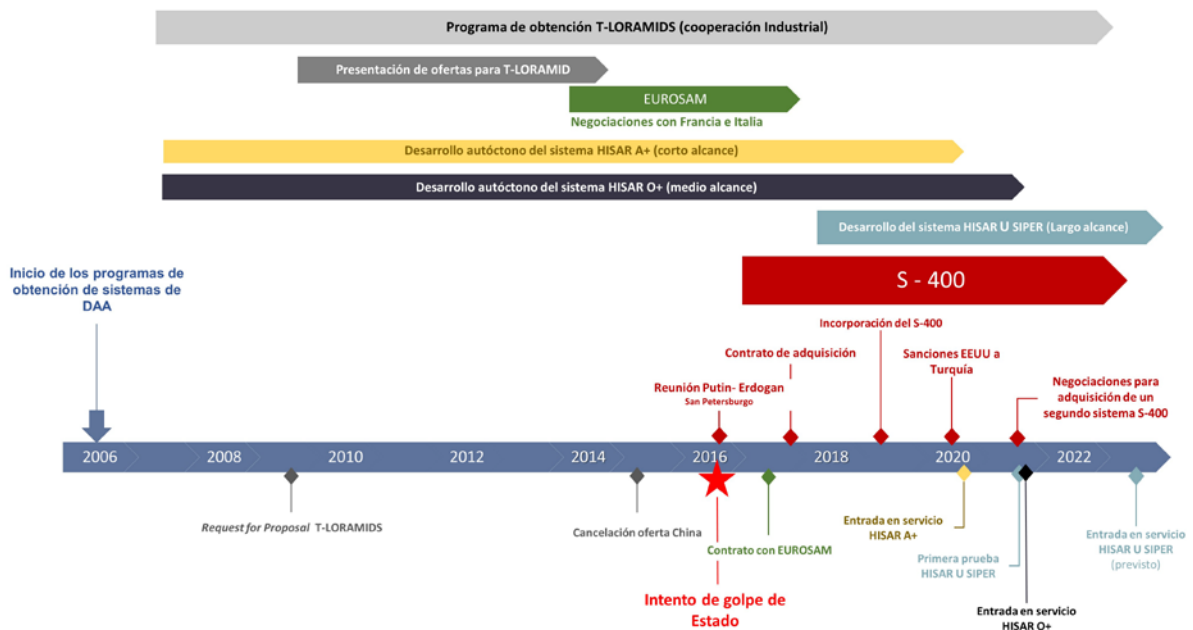 Programa de obtención T-LORAMIDS (cooperación Industrial)
Presentación de ofertas para T-LORAMID
EUROSAM
Negociaciones con Francia e Italia
Desarrollo autóctono del sistema HISAR A+ (corto alcance)
Desarrollo autóctono del sistema HISAR O+ (medio alcance)
Desarrollo del sistema HISAR U SIPER (Largo alcance)
Inicio de los programas de
obtención de sistemas de
DAA
S - 400
Incorporación del S-400
Contrato de adquisición
Sanciones EEUU a
Turquía
Reunión Putin- Erdogan
San Petersburgo
Negociaciones para
adquisición de un
segundo sistema S-400
2006 2008 2010 2012 2014 2016 2018 2020 2022
Request for Proposal T-LORAMIDS
Cancelación oferta China
Contrato con EUROSAM
Intento de golpe de
Estado
Entrada en servicio
HISAR A+
Primera prueba
HISAR U SIPER
Entrada en servicio
HISAR O+
Entrada en servicio
HISAR U SIPER
(previsto)